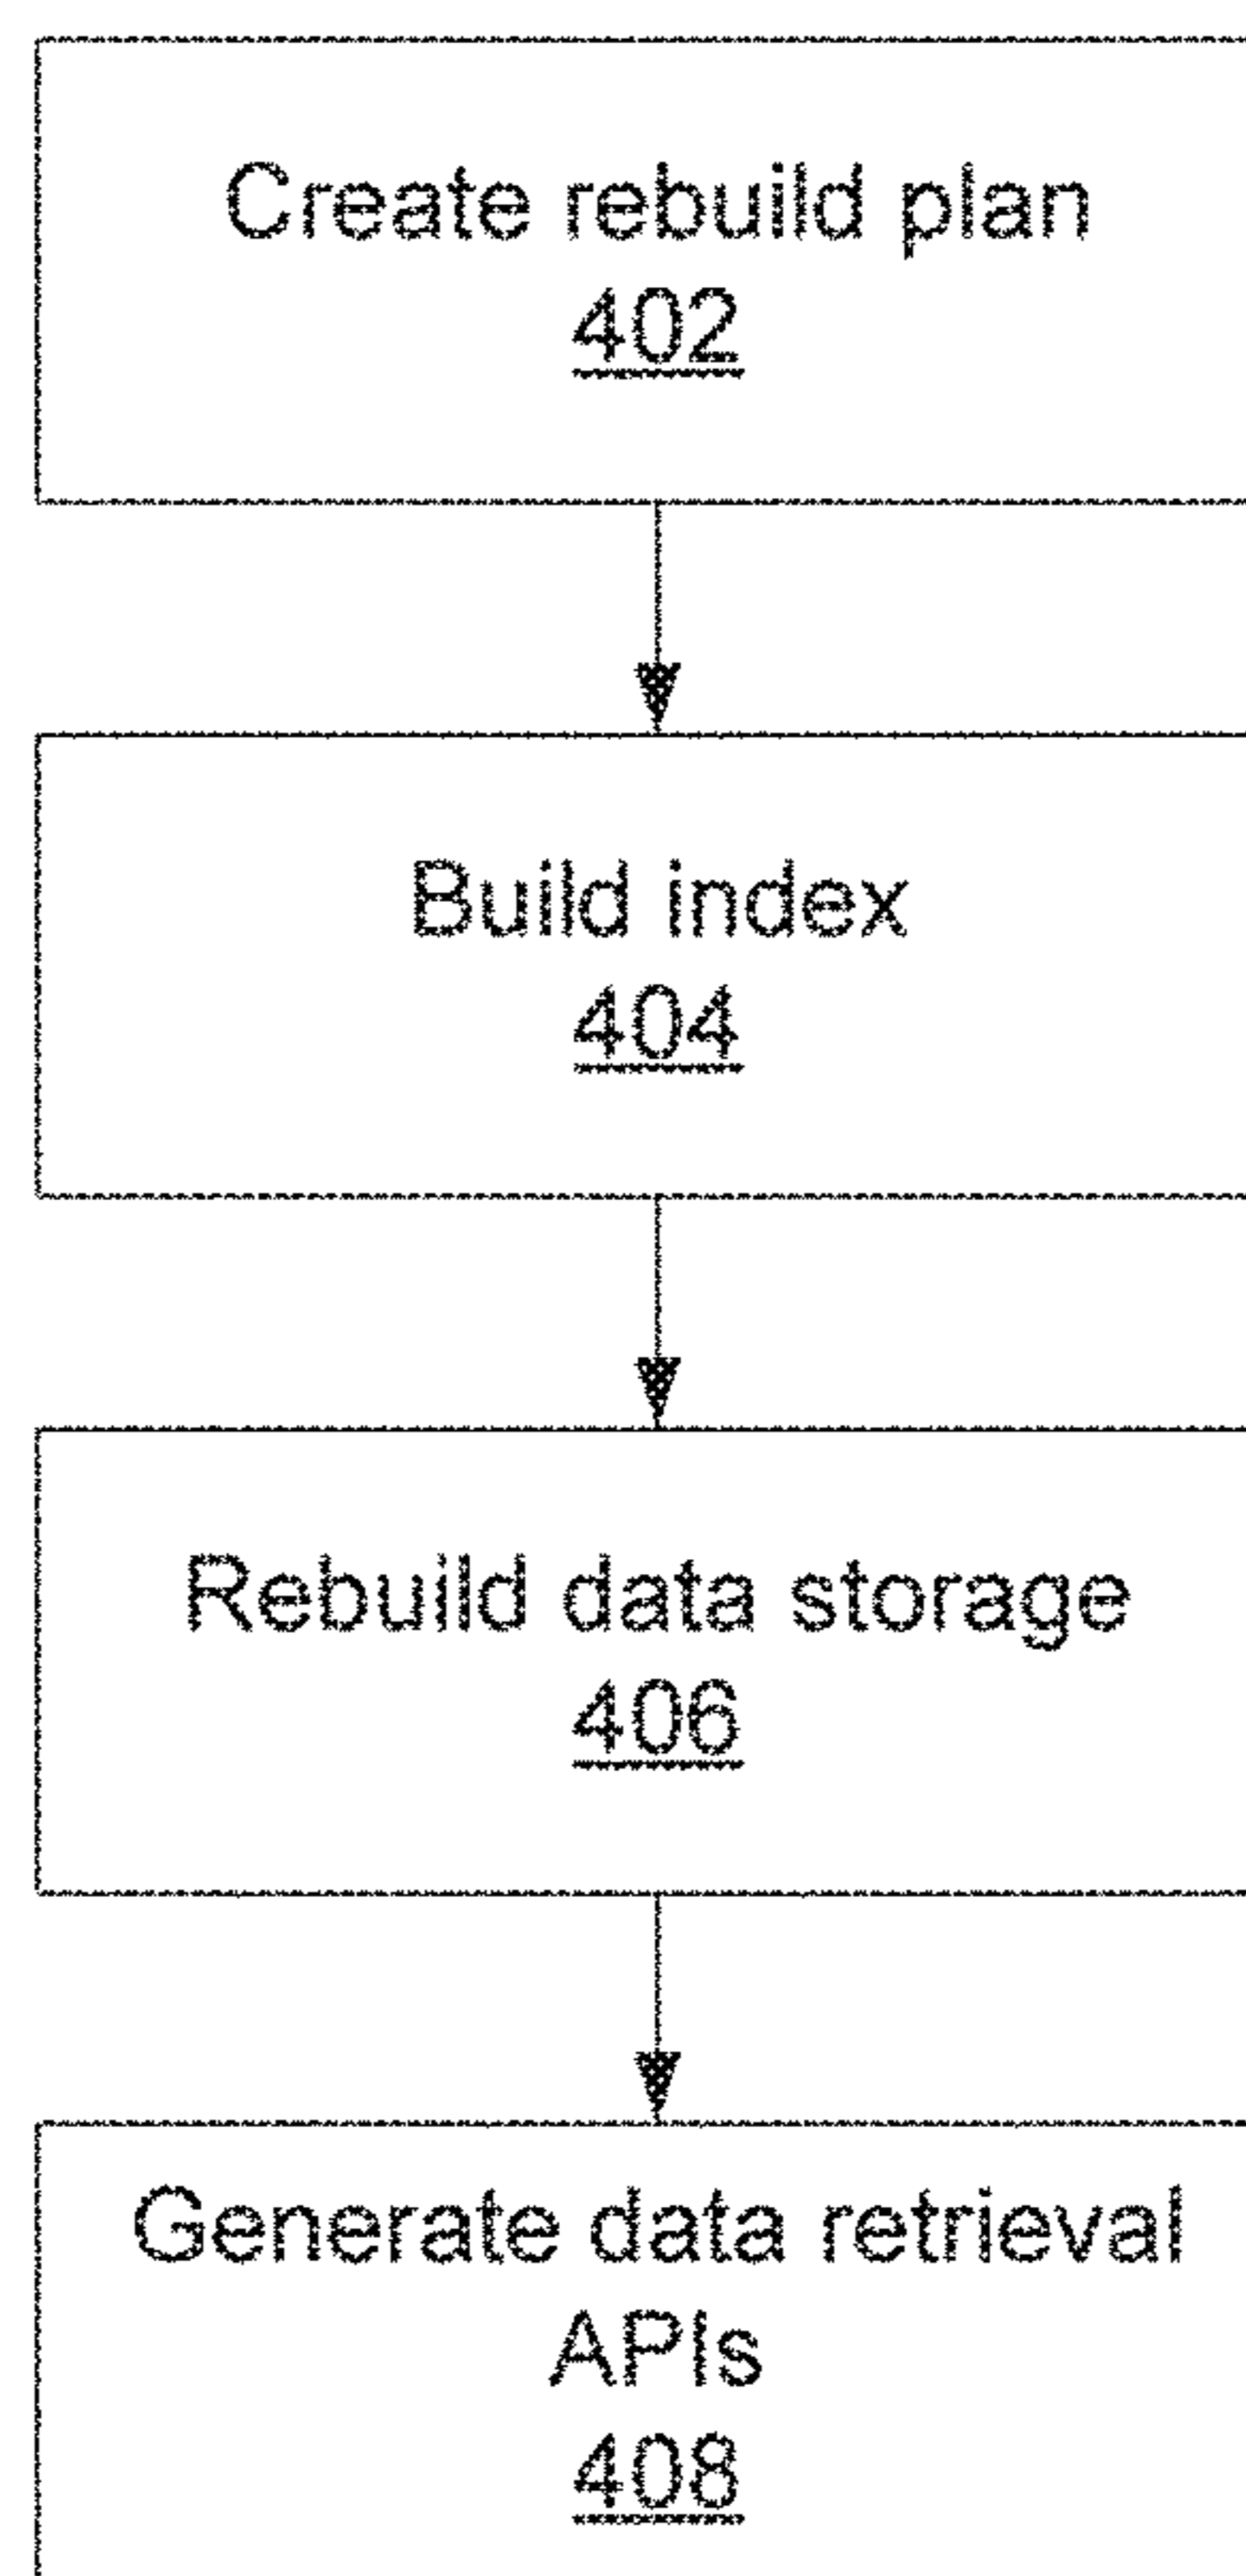 Create rebuild plan
402
Build index
404
Rebuild data storage
406
Generate data retrieval
APIs
408